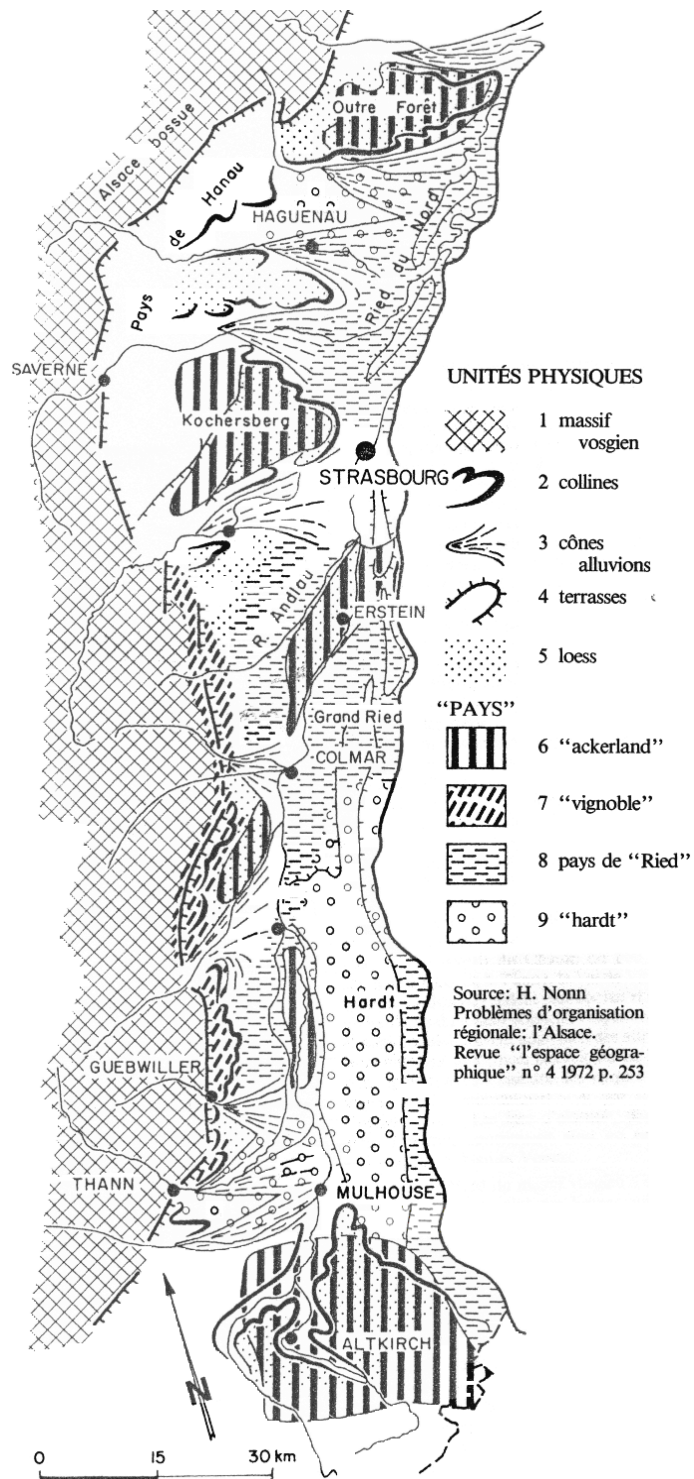 Outre Forêt
Alsace bossue
Pays de Hanau
HAGUENAU
Ried du Nord
SAVERNE
Kochersberg
STRASBOURG
R. Andlau
ERSTEIN
Grand Ried
COLMAR
Hardt
GUEBWILLER
THANN
MULHOUSE
ALTKIRCH
N
0 15 30 km
UNITÉS PHYSIQUES
1 massif
vosgien
2 collines
3 cônes
alluvions
4 terrasses
5 loess
“PAYS”
6 “ackerland”
7 “vignoble”
8 pays de “Ried”
9 “hardt”
Source: H. Nonn
Problèmes d'organisation
régionale: l'Alsace.
Revue “l'espace géogra-
phique” n° 4 1972 p. 253